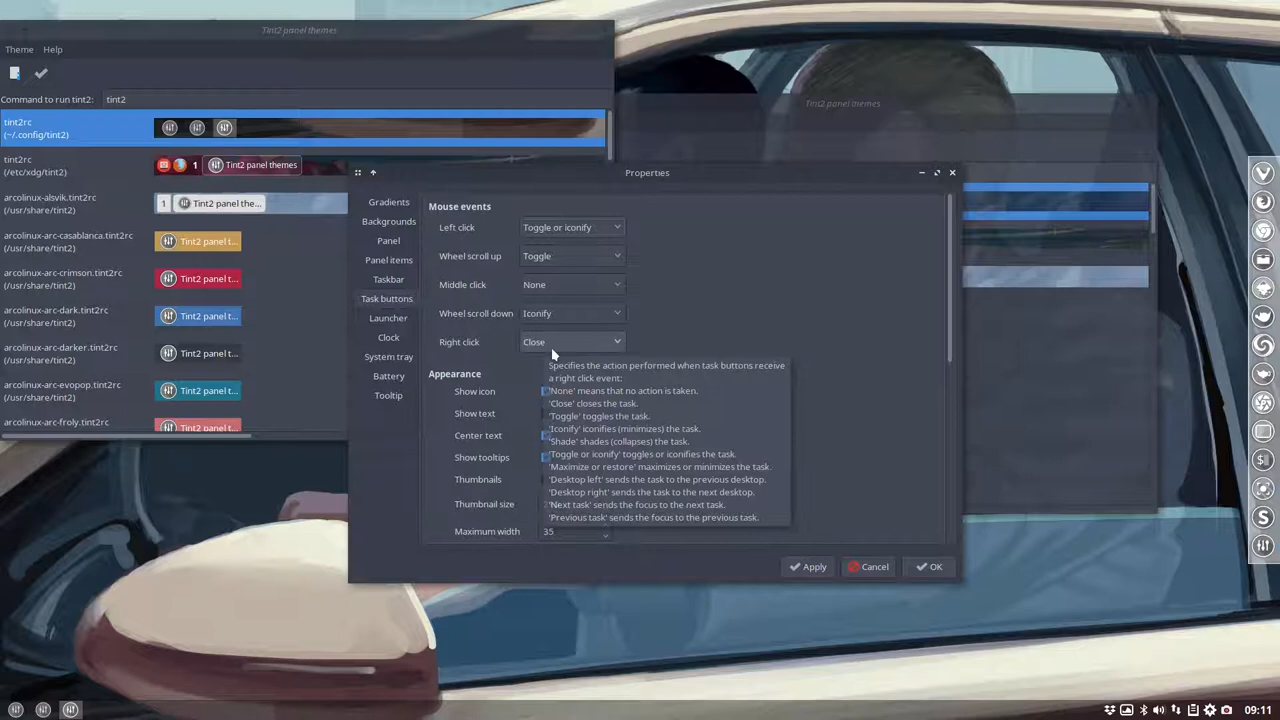 Tint2 panel themes
Theme Help
Command to run tint2: tint2
tint2rc
(~/.config/tint2)
tint2rc
(/etc/xdg/tint2)
1 Tint2 panel themes
arcolinux-alsvik.tint2rc
(/usr/share/tint2)
1 Tint2 panel the...
arcolinux-arc-casablanca.tint2rc
(/usr/share/tint2)
Tint2 panel t...
arcolinux-arc-crimson.tint2rc
(/usr/share/tint2)
Tint2 panel t...
arcolinux-arc-dark.tint2rc
(/usr/share/tint2)
Tint2 panel t...
arcolinux-arc-darker.tint2rc
(/usr/share/tint2)
Tint2 panel t...
arcolinux-arc-evopop.tint2rc
(/usr/share/tint2)
Tint2 panel t...
arcolinux-arc-froly.tint2rc
(/usr/share/tint2)
Tint2 panel t...
Tint2 panel themes
Properties
Gradients
Backgrounds
Panel
Panel items
Taskbar
Task buttons
Launcher
Clock
System tray
Battery
Tooltip
Mouse events
Left click Toggle or iconify
Wheel scroll up Toggle
Middle click None
Wheel scroll down Iconify
Right click Close
Appearance
Show icon
Show text
Center text
Show tooltips
Thumbnails
Thumbnail size
Maximum width 35
Specifies the action performed when task buttons receive
a right click event:
'None' means that no action is taken.
'Close' closes the task.
'Toggle' toggles the task.
'Iconify' iconifies (minimizes) the task.
'Shade' shades (collapses) the task.
'Toggle or iconify' toggles or iconifies the task.
'Maximize or restore' maximizes or minimizes the task.
'Desktop left' sends the task to the previous desktop.
'Desktop right' sends the task to the next desktop.
'Next task' sends the focus to the next task.
'Previous task' sends the focus to the previous task.
Apply Cancel OK
09:11